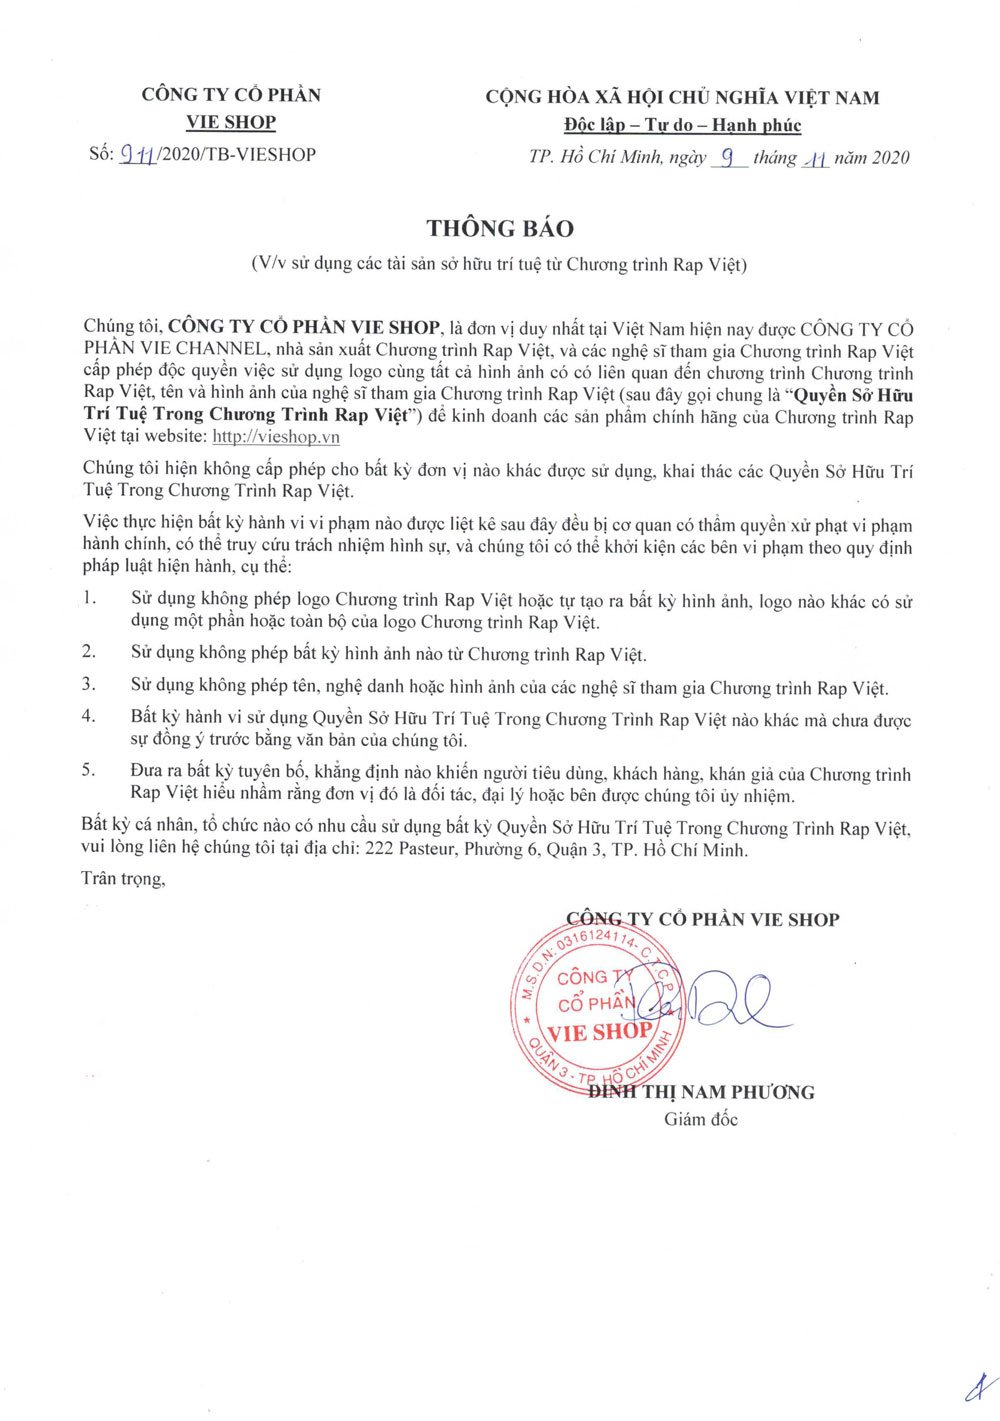 CÔNG TY CỔ PHẦN
VIE SHOP
Số: 911/2020/TB-VIESHOP
CỘNG HÒA XÃ HỘI CHỦ NGHĨA VIỆT NAM
Độc lập – Tự do – Hạnh phúc
TP. Hồ Chí Minh, ngày 9 tháng 11 năm 2020
THÔNG BÁO
(V/v sử dụng các tài sản sở hữu trí tuệ từ Chương trình Rap Việt)
Chúng tôi, CÔNG TY CỔ PHẦN VIE SHOP, là đơn vị duy nhất tại Việt Nam hiện nay được CÔNG TY CỔ
PHẦN VIE CHANNEL, nhà sản xuất Chương trình Rap Việt, và các nghệ sĩ tham gia Chương trình Rap Việt
cấp phép độc quyền việc sử dụng logo cùng tất cả hình ảnh có có liên quan đến chương trình Chương trình
Rap Việt, tên và hình ảnh của nghệ sĩ tham gia Chương trình Rap Việt (sau đây gọi chung là “Quyền Sở Hữu
Trí Tuệ Trong Chương Trình Rap Việt”) để kinh doanh các sản phẩm chính hãng của Chương trình Rap
Việt tại website: http://vieshop.vn
Chúng tôi hiện không cấp phép cho bất kỳ đơn vị nào khác được sử dụng, khai thác các Quyền Sở Hữu Trí
Tuệ Trong Chương Trình Rap Việt.
Việc thực hiện bất kỳ hành vi vi phạm nào được liệt kê sau đây đều bị cơ quan có thẩm quyền xử phạt vi phạm
hành chính, có thể truy cứu trách nhiệm hình sự, và chúng tôi có thể khởi kiện các bên vi phạm theo quy định
pháp luật hiện hành, cụ thể:
1. Sử dụng không phép logo Chương trình Rap Việt hoặc tự tạo ra bất kỳ hình ảnh, logo nào khác có sử
dụng một phần hoặc toàn bộ của logo Chương trình Rap Việt.
2. Sử dụng không phép bất kỳ hình ảnh nào từ Chương trình Rap Việt.
3. Sử dụng không phép tên, nghệ danh hoặc hình ảnh của các nghệ sĩ tham gia Chương trình Rap Việt.
4. Bất kỳ hành vi sử dụng Quyền Sở Hữu Trí Tuệ Trong Chương Trình Rap Việt nào khác mà chưa được
sự đồng ý trước bằng văn bản của chúng tôi.
5. Đưa ra bất kỳ tuyên bố, khẳng định nào khiến người tiêu dùng, khách hàng, khán giả của Chương trình
Rap Việt hiểu nhầm rằng đơn vị đó là đối tác, đại lý hoặc bên được chúng tôi ủy nhiệm.
Bất kỳ cá nhân, tổ chức nào có nhu cầu sử dụng bất kỳ Quyền Sở Hữu Trí Tuệ Trong Chương Trình Rap Việt,
vui lòng liên hệ chúng tôi tại địa chỉ: 222 Pasteur, Phường 6, Quận 3, TP. Hồ Chí Minh.
Trân trọng,
CÔNG TY CỔ PHẦN VIE SHOP
M.S.D.N: 0316124114- C.T.C.P
CÔNG TY
CỔ PHẦN
VIE SHOP
QUẬN 3 - TP. HỒ CHÍ MINH
ĐINH THỊ NAM PHƯƠNG
Giám đốc